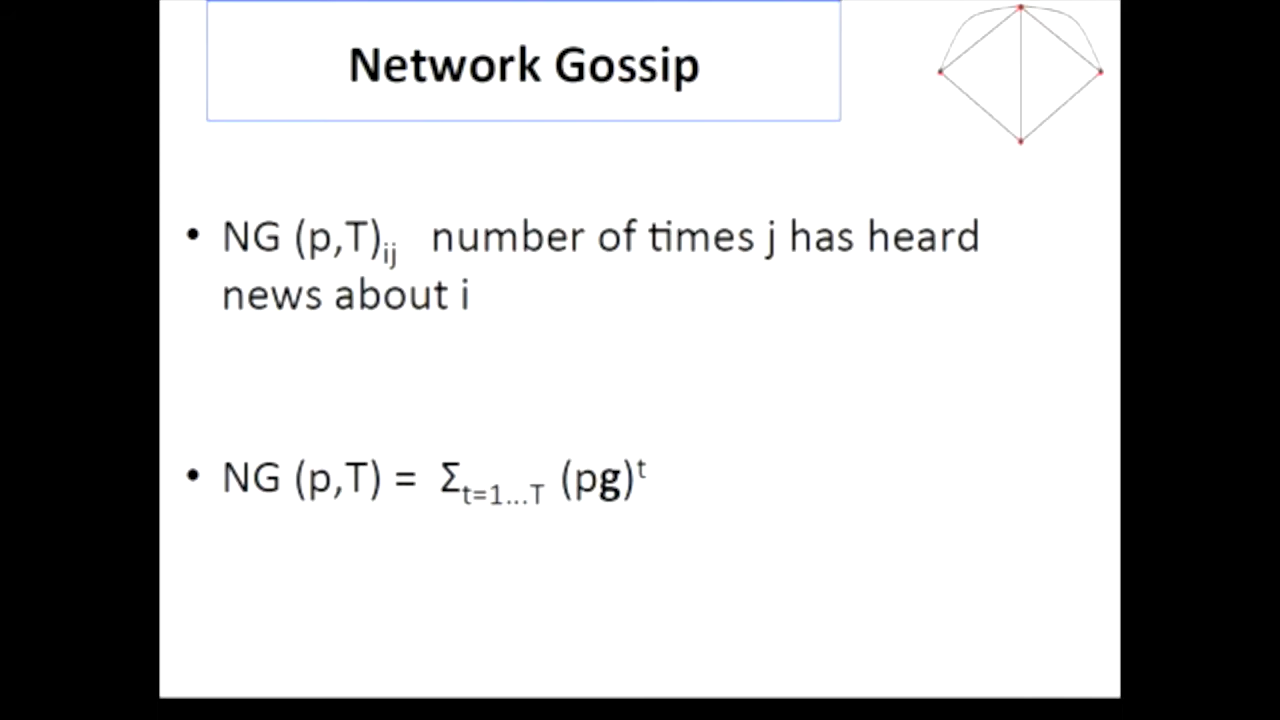 Network Gossip
• NG (p,T)ij number of times j has heard
news about i
• NG (p,T) = Σt=1...T (pg)t